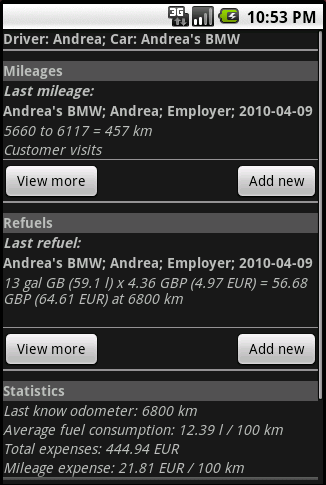 3G 10:53 PM
Driver: Andrea; Car: Andrea's BMW
Mileages
Last mileage:
Andrea's BMW; Andrea; Employer; 2010-04-09
5660 to 6117 = 457 km
Customer visits
View more Add new
Refuels
Last refuel:
Andrea's BMW; Andrea; Employer; 2010-04-09
13 gal GB (59.1 l) x 4.36 GBP (4.97 EUR) = 56.68
GBP (64.61 EUR) at 6800 km
View more Add new
Statistics
Last know odometer: 6800 km
Average fuel consumption: 12.39 l / 100 km
Total expenses: 444.94 EUR
Mileage expense: 21.81 EUR / 100 km